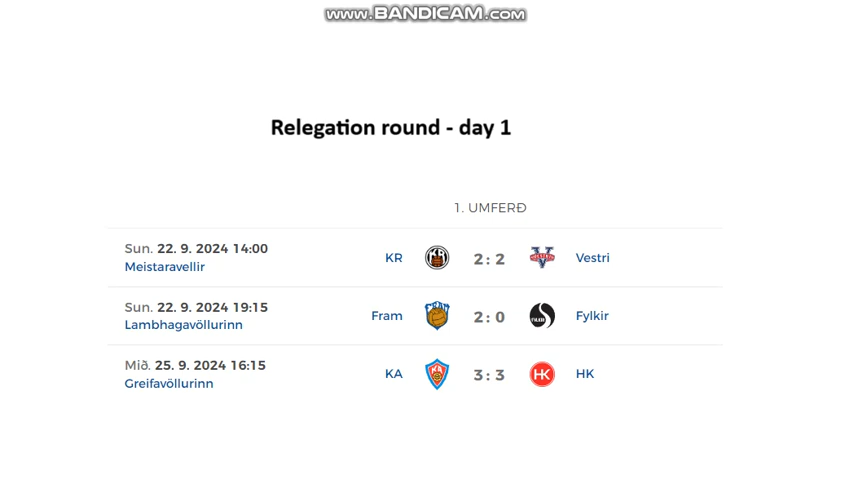 www.BANDICAM.com
Relegation round - day 1
1. UMFERÐ
Sun. 22. 9. 2024 14:00
Meistaravellir
KR 2 : 2 Vestri
Sun. 22. 9. 2024 19:15
Lambhagavöllurinn
Fram 2 : 0 Fylkir
Mið. 25. 9. 2024 16:15
Greifavöllurinn
KA 3 : 3 HK